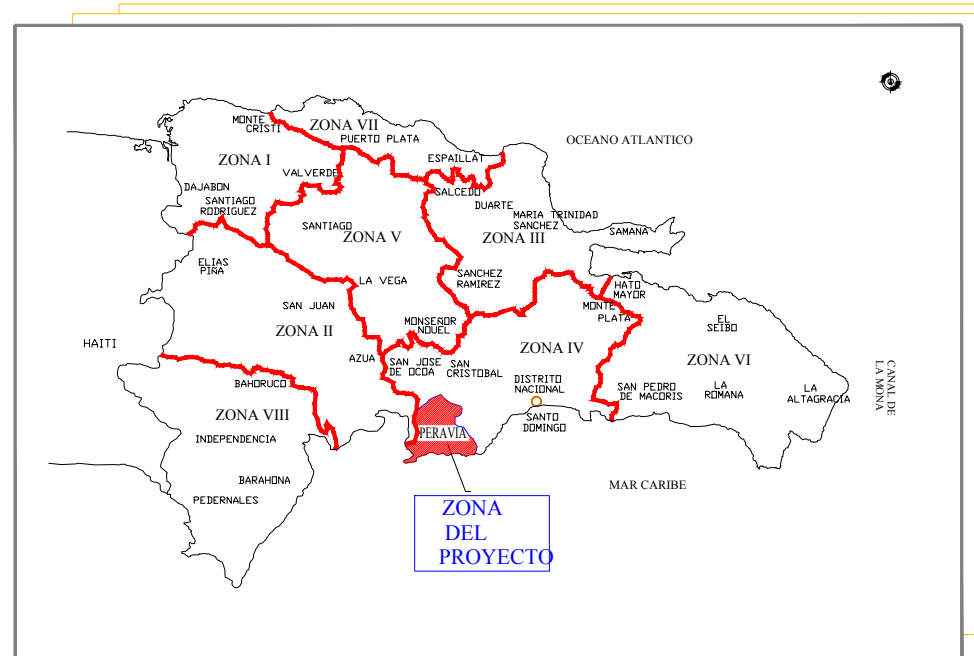 MONTE
CRISTI
ZONA VII
PUERTO PLATA
OCEANO ATLANTICO
ZONA I
ESPAILLAT
VALVERDE
DAJABON
SALCEDO
SANTIAGO
RODRIGUEZ
DUARTE
MARIA TRINIDAD
SANCHEZ
SANTIAGO
ZONA V
ZONA III
SAMANA
ELIAS
PIÑA
LA VEGA
SANCHEZ
RAMIREZ
HATO
MAYOR
SAN JUAN
MONTE
PLATA
ZONA II
MONSEÑOR
NOUEL
EL
SEIBO
HAITI
AZUA
SAN JOSE
DE OCOA
SAN
CRISTOBAL
ZONA IV
ZONA VI
CANAL DE
LA MONA
BAHORUCO
DISTRITO
NACIONAL
SAN PEDRO
DE MACORIS
LA
ROMANA
LA
ALTAGRACIA
ZONA VIII
SANTO
DOMINGO
PERAVIA
INDEPENDENCIA
BARAHONA
MAR CARIBE
PEDERNALES
ZONA
DEL
PROYECTO